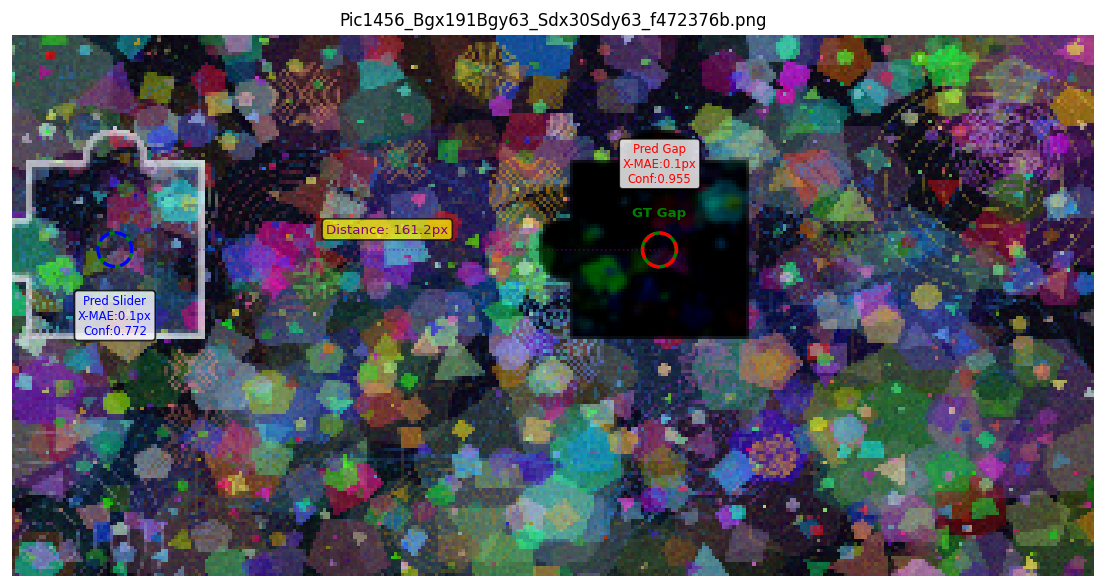 Pic1456_Bgx191Bgy63_Sdx30Sdy63_f472376b.png
Pred Gap
X-MAE:0.1px
Conf:0.955
GT Gap
Distance: 161.2px
Pred Slider
X-MAE:0.1px
Conf:0.772